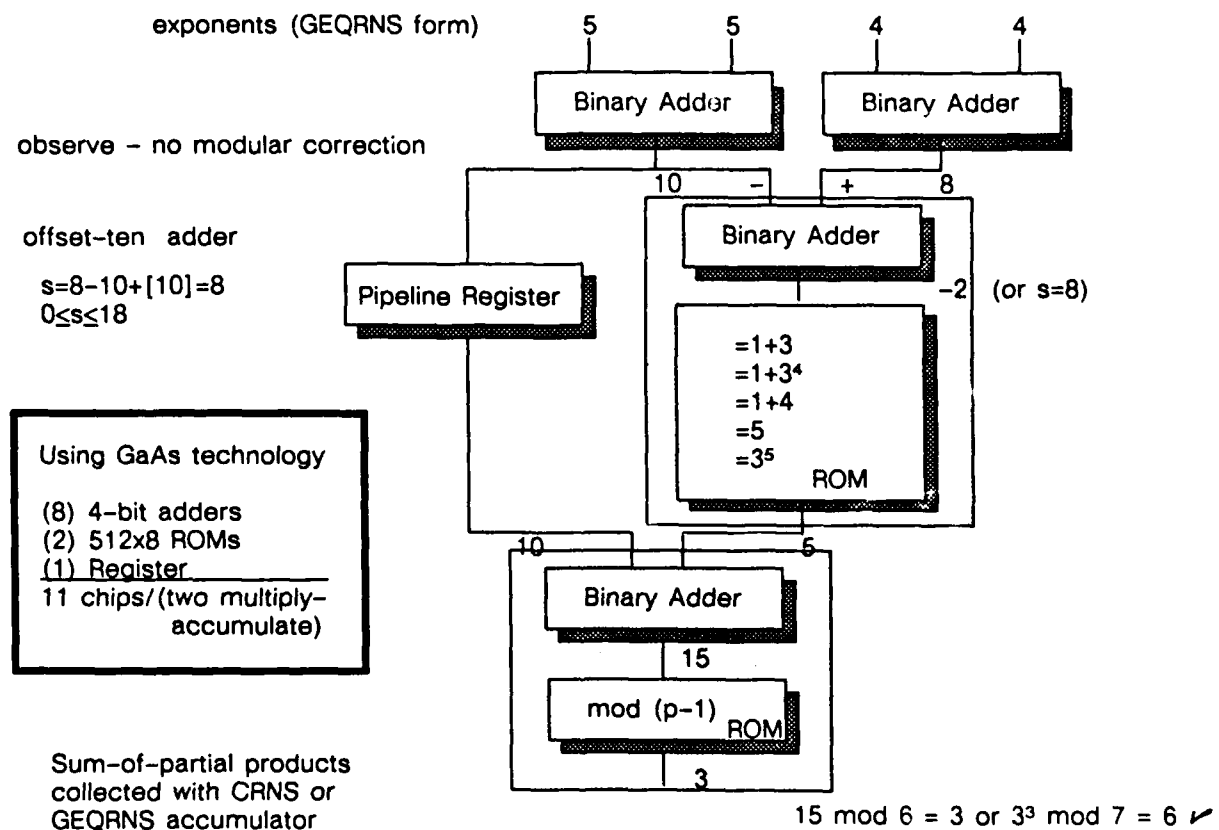 exponents (GEQRNS form)
5 5 4 4
Binary Adder
Binary Adder
observe – no modular correction
10 – + 8
offset–ten adder
s=8–10+[10]=8
0≤s≤18
Binary Adder
Pipeline Register
–2 (or s=8)
=1+3
=1+3⁴
=1+4
=5
=3⁵
ROM
Using GaAs technology
(8) 4–bit adders
(2) 512x8 ROMs
(1) Register
11 chips/(two multiply–
accumulate)
10 5
Binary Adder
15
mod (p–1)
ROM
3
Sum–of–partial products
collected with CRNS or
GEQRNS accumulator
15 mod 6 = 3 or 3³ mod 7 = 6 ✓